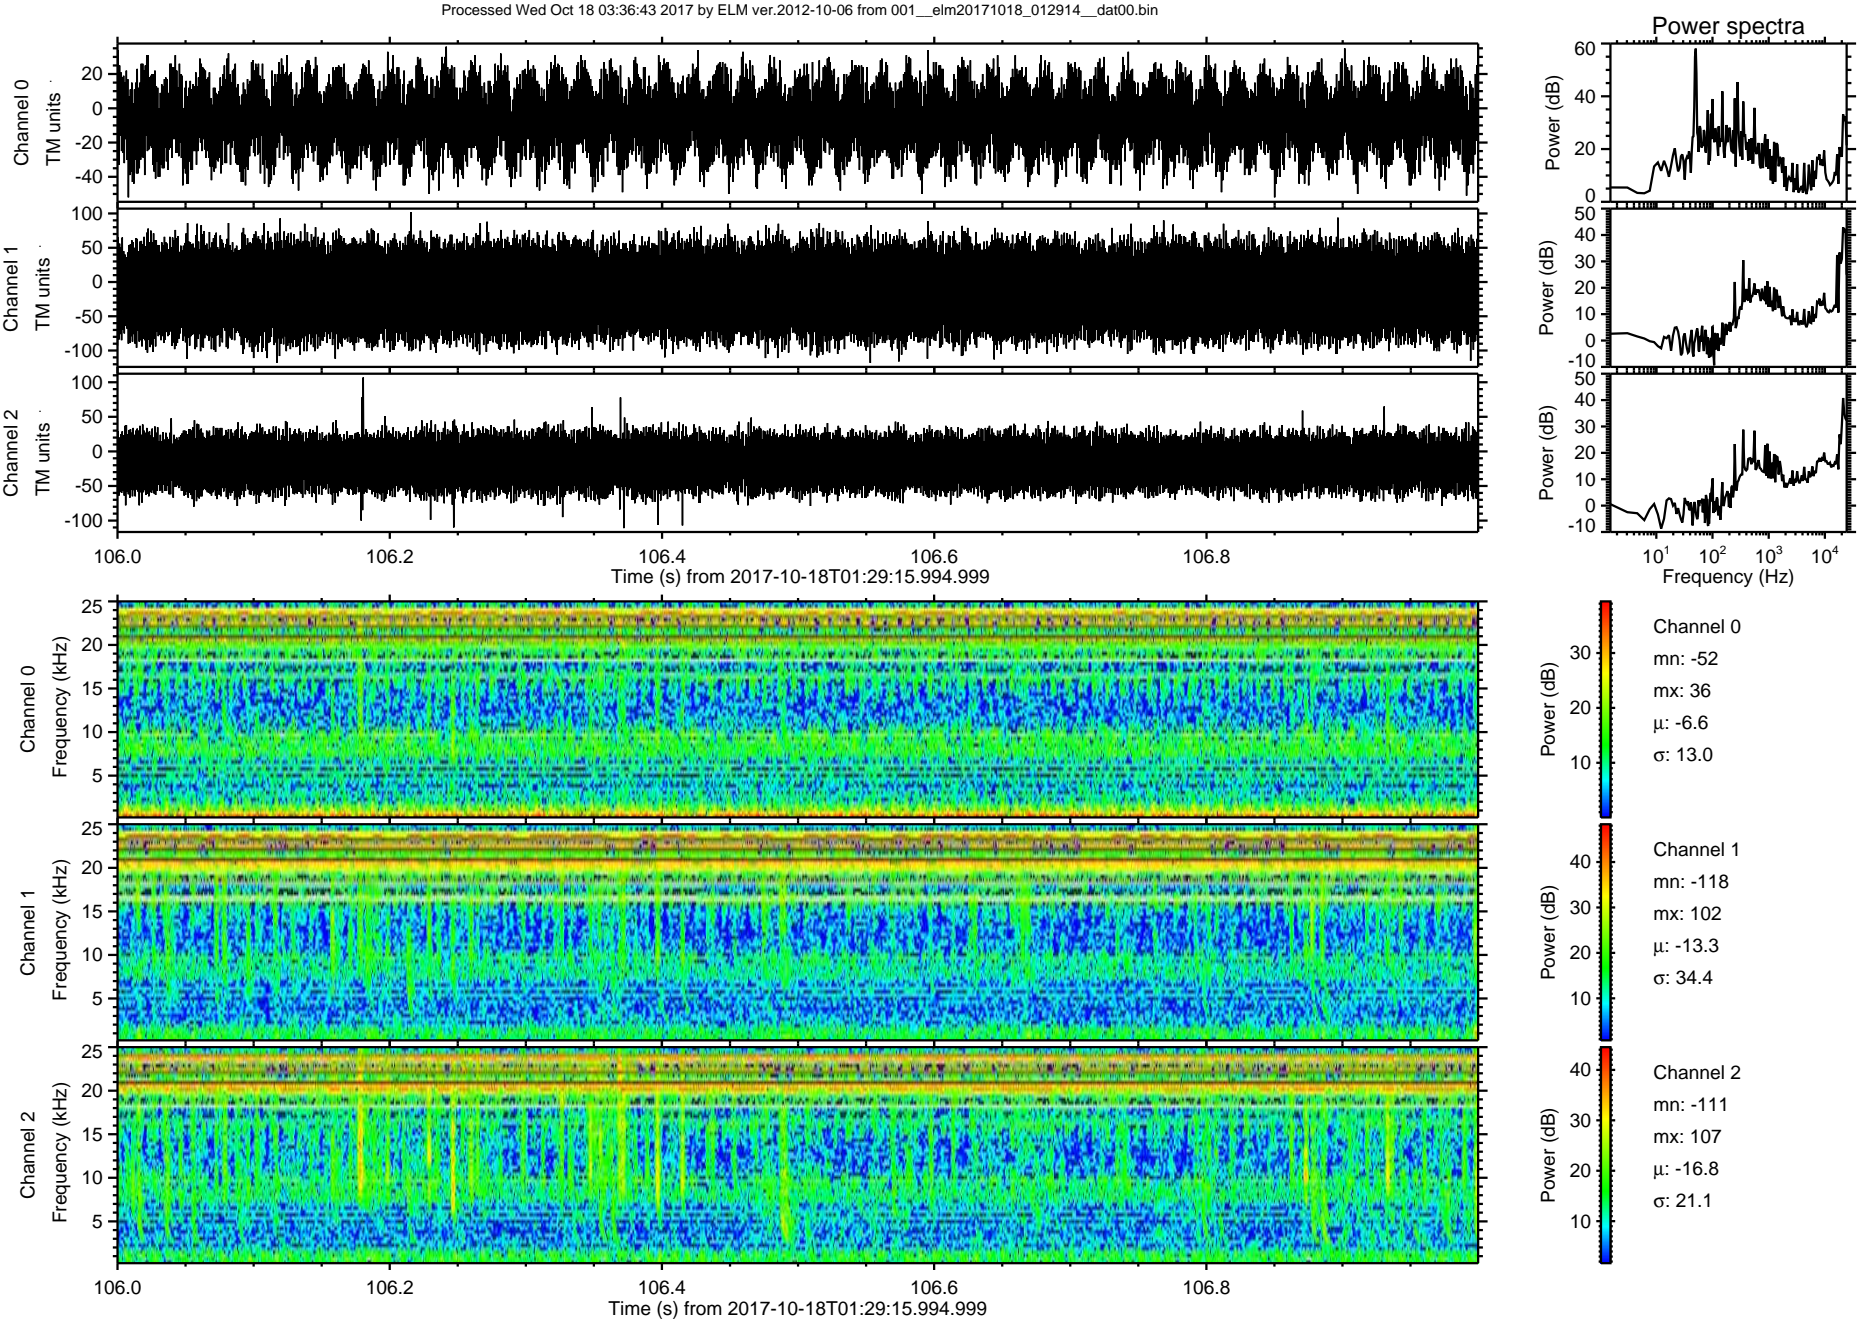 Processed Wed Oct 18 03:36:43 2017 by ELM ver.2012-10-06 from 001__elm20171018_012914__dat00.bin
Power spectra
Channel 0
TM units
20
0
-20
-40
Power (dB)
60
40
20
0
Channel 1
TM units
100
50
0
-50
-100
Power (dB)
50
40
30
20
10
0
-10
Channel 2
TM units
100
50
0
-50
-100
Power (dB)
50
40
30
20
10
0
-10
106.0 106.2 106.4 106.6 106.8
Time (s) from 2017-10-18T01:29:15.994.999
10¹ 10² 10³ 10⁴
Frequency (Hz)
Channel 0
Frequency (kHz)
25
20
15
10
5
Power (dB)
30
20
10
Channel 0
mn: -52
mx: 36
μ: -6.6
σ: 13.0
Channel 1
Frequency (kHz)
25
20
15
10
5
Power (dB)
40
30
20
10
Channel 1
mn: -118
mx: 102
μ: -13.3
σ: 34.4
Channel 2
Frequency (kHz)
25
20
15
10
5
Power (dB)
40
30
20
10
Channel 2
mn: -111
mx: 107
μ: -16.8
σ: 21.1
106.0 106.2 106.4 106.6 106.8
Time (s) from 2017-10-18T01:29:15.994.999